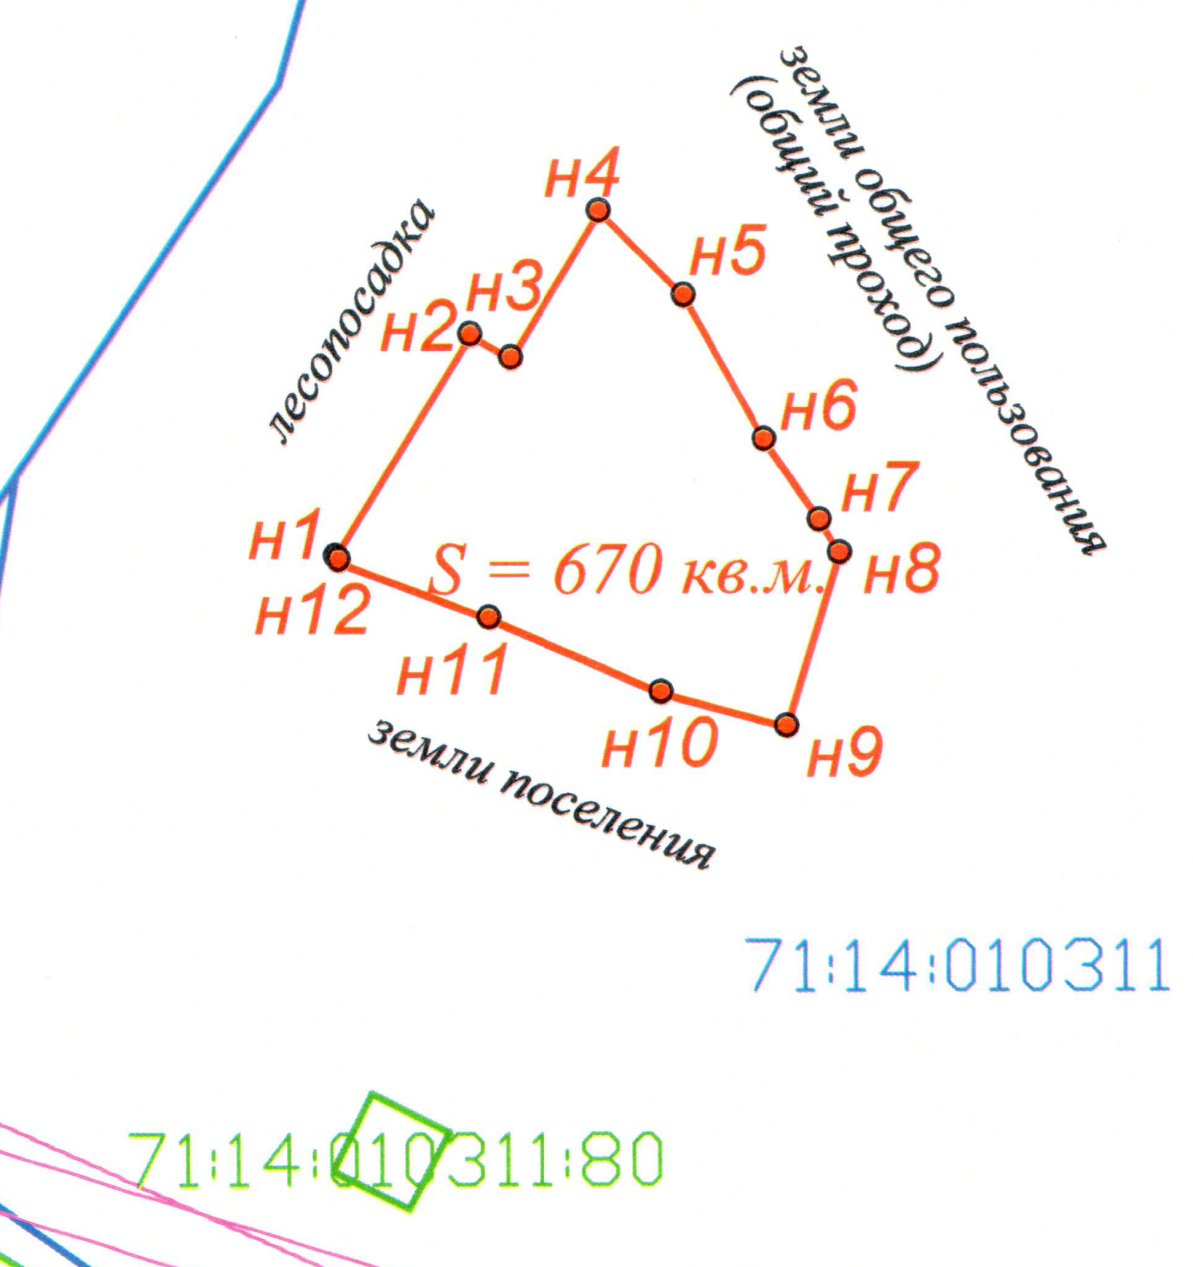 земли общего пользования
(общий проход))
н4
н5
лесопосадка
н3
н2
н6
н7
н1
S = 670 кв.м.
н8
н12
н11
н10
н9
земли поселения
71:14:010311
71:14:010311:80